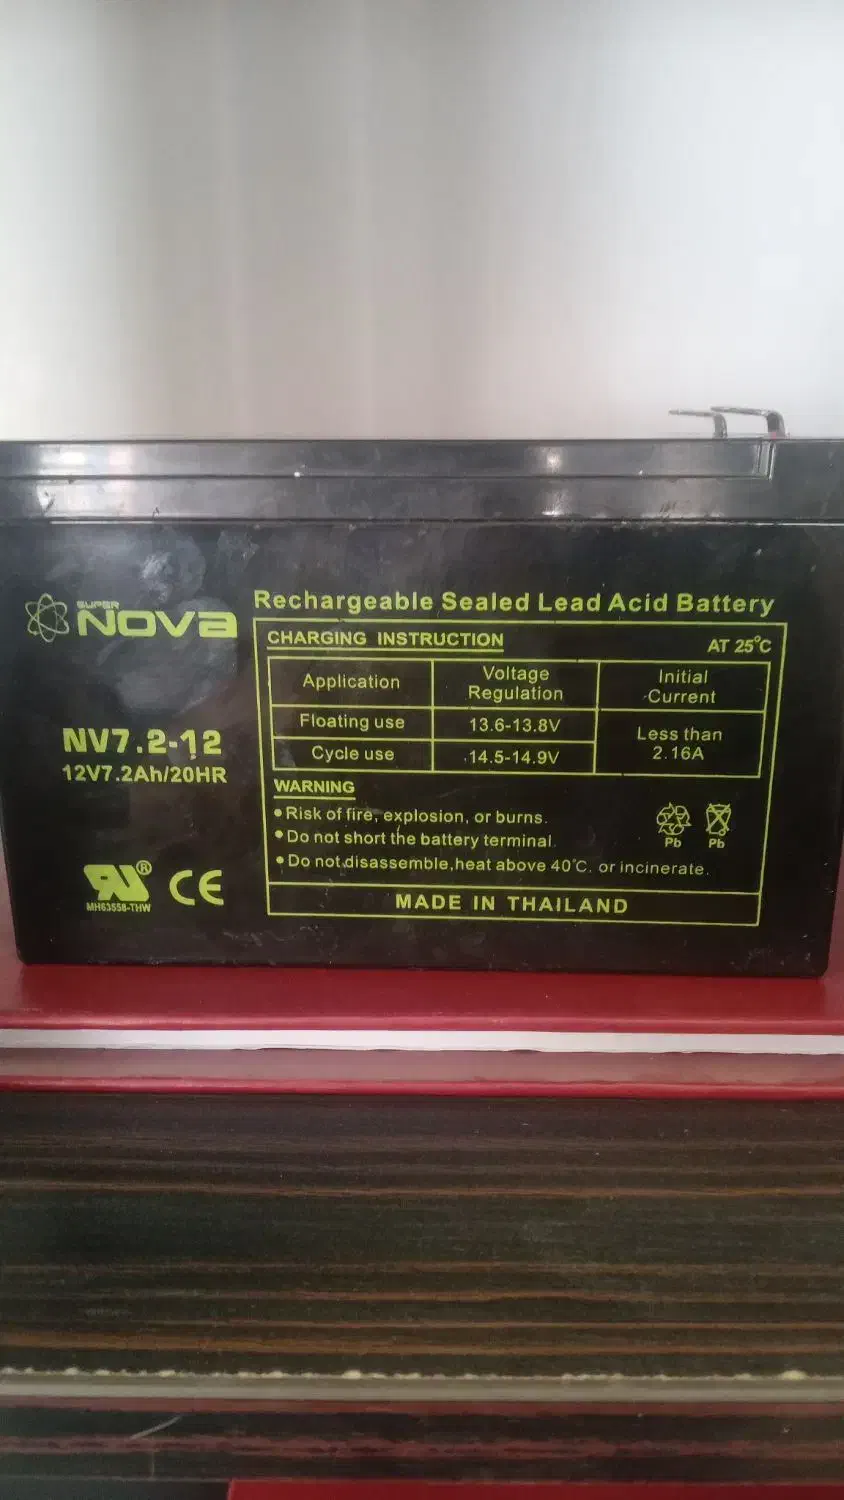 SUPER
NOVA
NV7.2-12
12V7.2Ah/20HR
MH63558-THW
Rechargeable Sealed Lead Acid Battery
CHARGING INSTRUCTION
AT 25°C
Application Voltage Regulation Initial Current
Floating use 13.6-13.8V Less than 2.16A
Cycle use 14.5-14.9V
WARNING
• Risk of fire, explosion, or burns.
• Do not short the battery terminal.
• Do not disassemble,heat above 40°C. or incinerate.
Pb Pb
MADE IN THAILAND